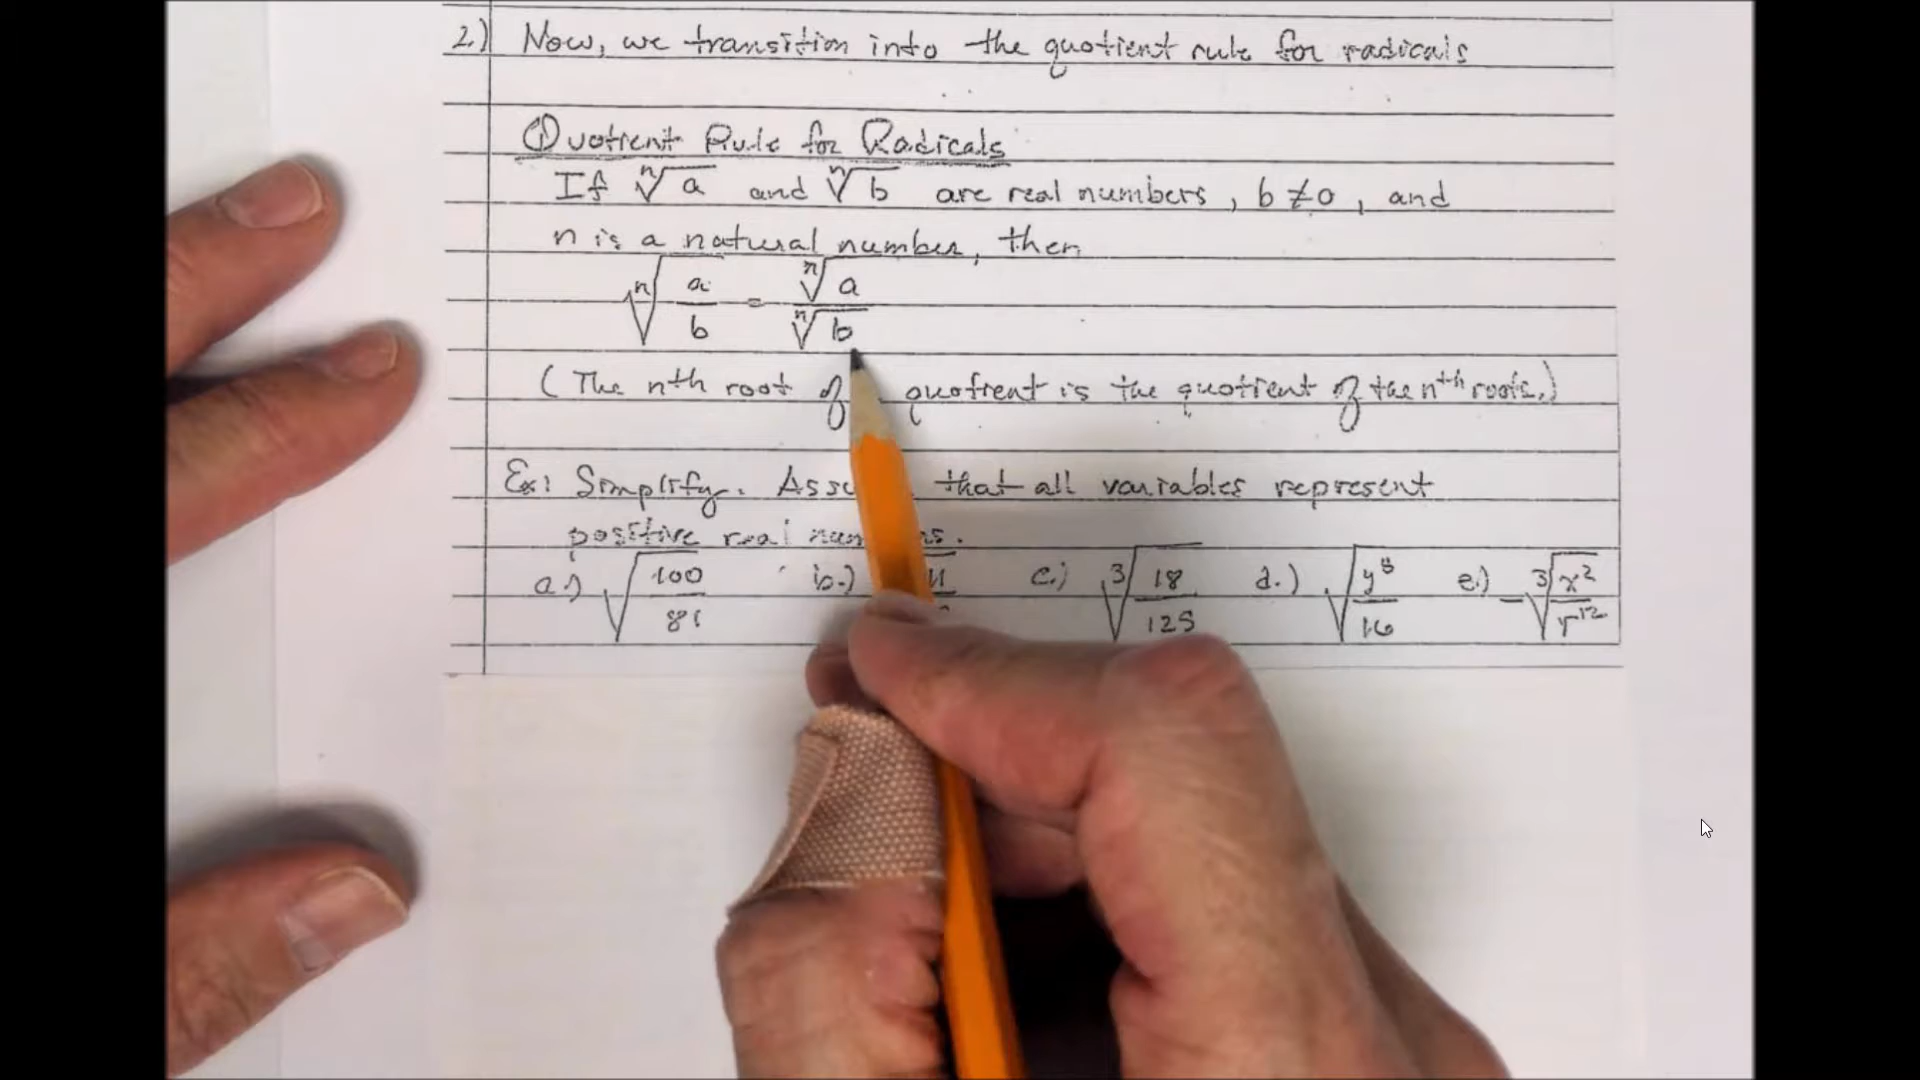 2.) Now, we transition into the quotient rule for radicals
Quotient Rule for Radicals
If ⁿ√a and ⁿ√b are real numbers, b ≠ 0, and
n is a natural number, then
ⁿ√(a/b) = ⁿ√a / ⁿ√b
(The nth root of quotient is the quotient of the nth roots.)
Ex: Simplify. that all variables represent
positive real
a.) √(100/81) b.) c.) ³√(18/125) d.) √(y⁸/16) e.) -³√(x²/r¹²)